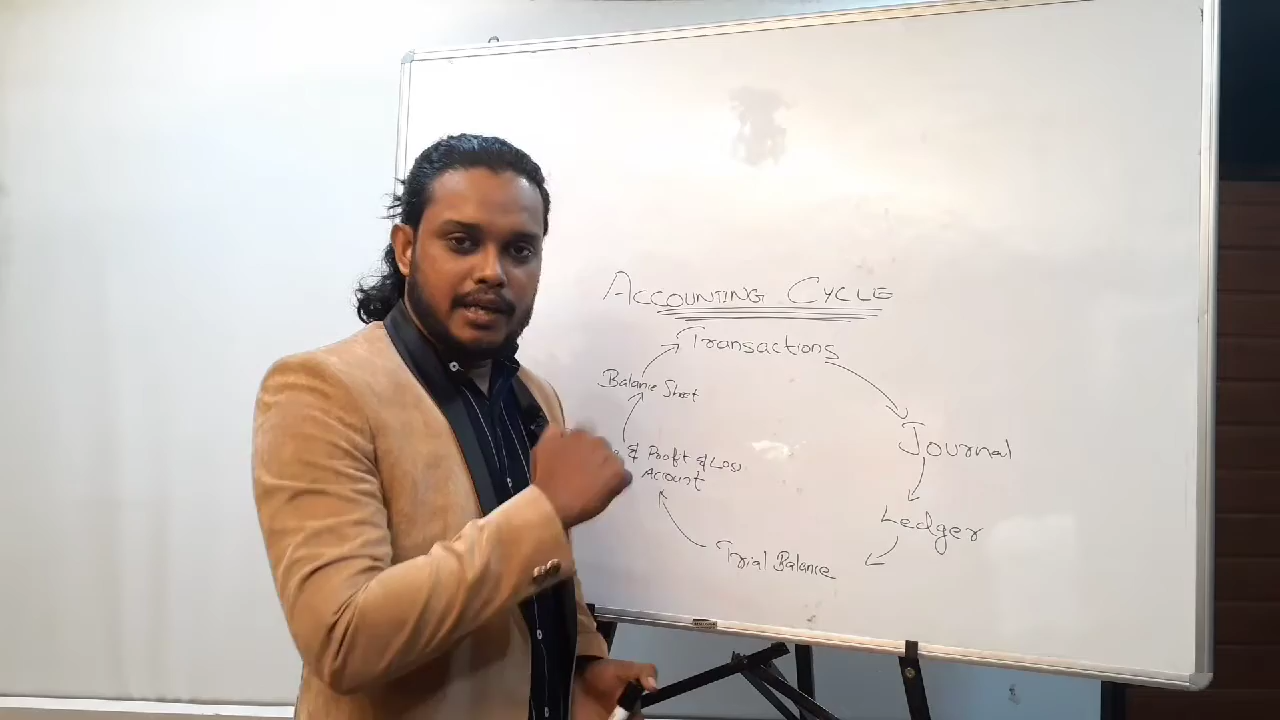 ACCOUNTING CYCLE
Transactions
Balance Sheet
Journal
& Profit & Loss
Account
Ledger
Trial Balance